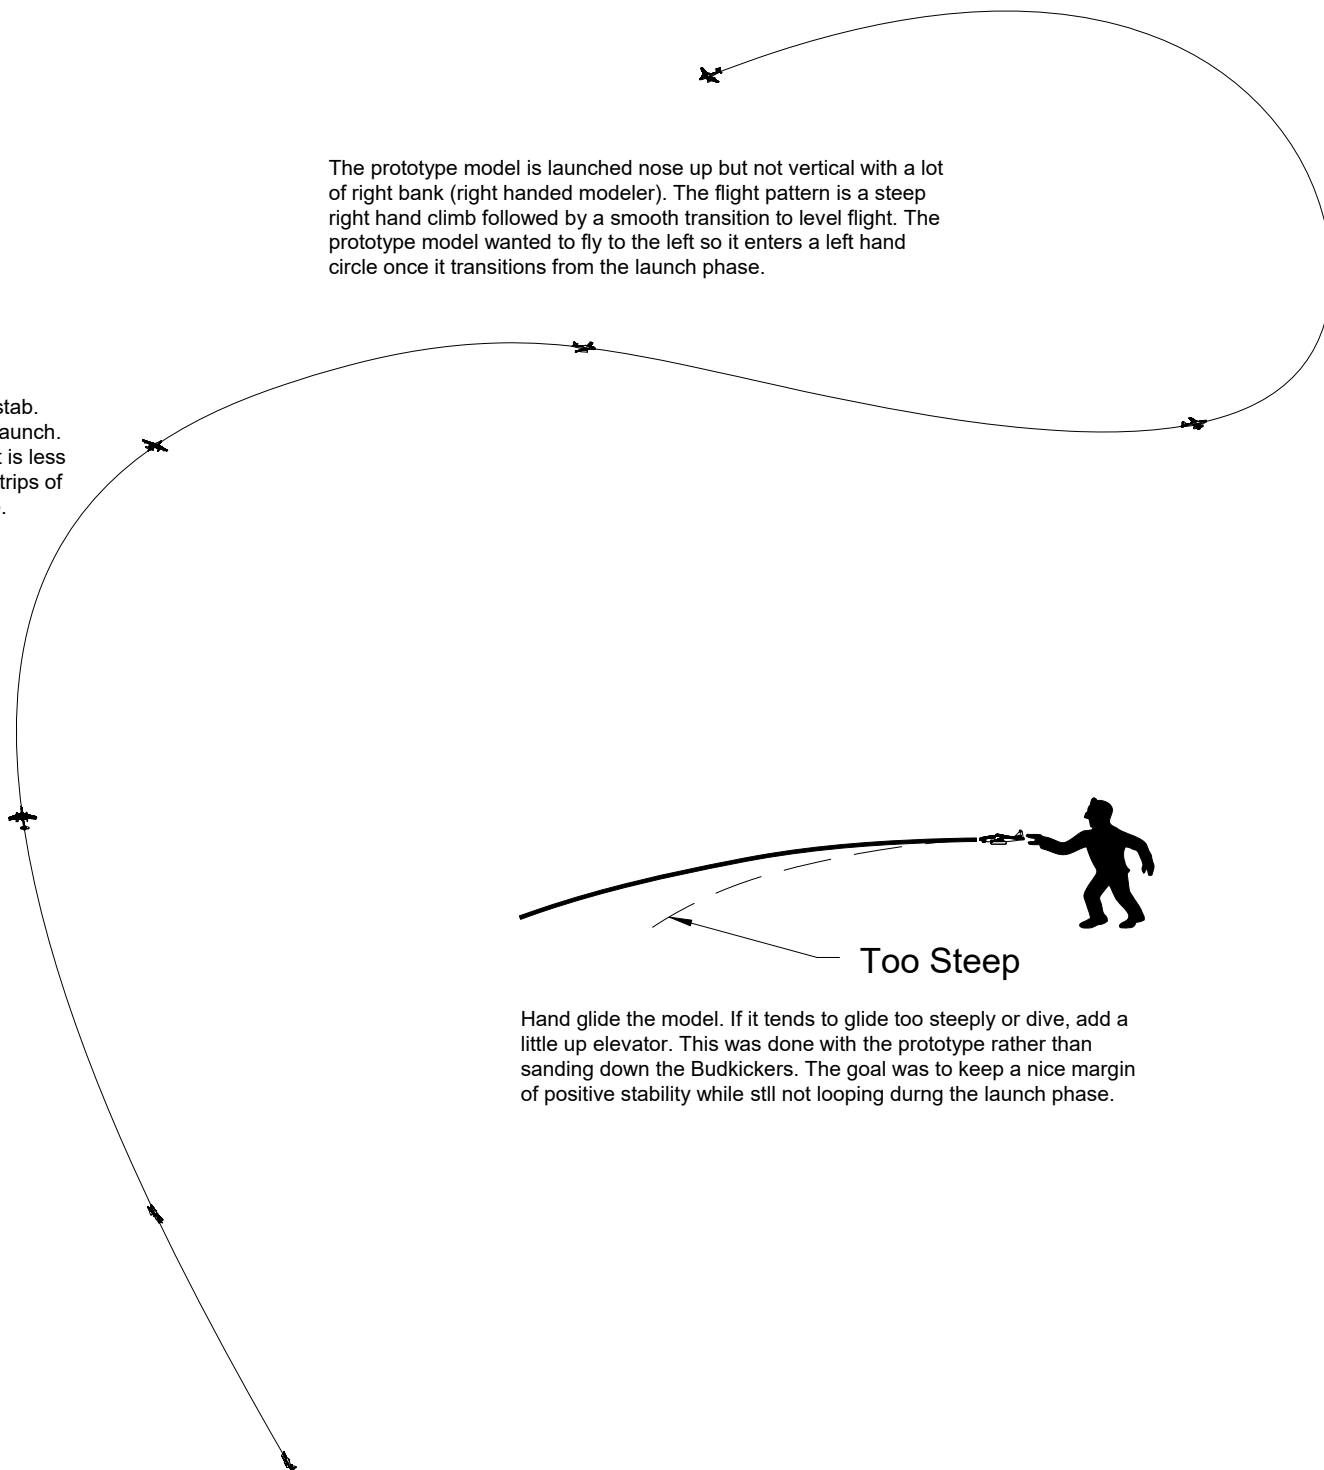 The prototype model is launched nose up but not vertical with a lot
of right bank (right handed modeler). The flight pattern is a steep
right hand climb followed by a smooth transition to level flight. The
prototype model wanted to fly to the left so it enters a left hand
circle once it transitions from the launch phase.
stab.
aunch.
is less
trips of
Too Steep
Hand glide the model. If it tends to glide too steeply or dive, add a
little up elevator. This was done with the prototype rather than
sanding down the Budkickers. The goal was to keep a nice margin
of positive stability while stll not looping durng the launch phase.